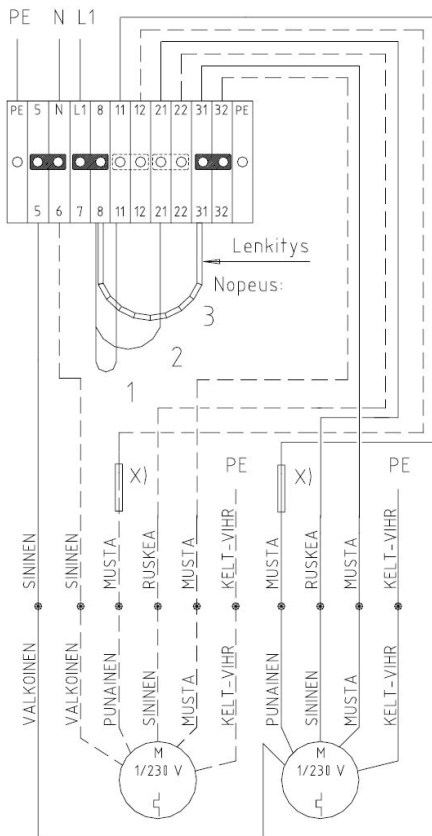 PE N L1
PE 5 N L1 8 11 12 21 22 31 32 PE
5 6 7 8 11 12 21 22 31 32
Lenkitys
Nopeus:
3
2
1
X) PE X) PE
SININEN SININEN MUSTA RUSKEA MUSTA KELT-VIHR MUSTA RUSKEA MUSTA KELT-VIHR
VALKOINEN VALKOINEN PUNAINEN SININEN MUSTA KELT-VIHR PUNAINEN SININEN MUSTA KELT-VIHR
M M
1/230 V 1/230 V